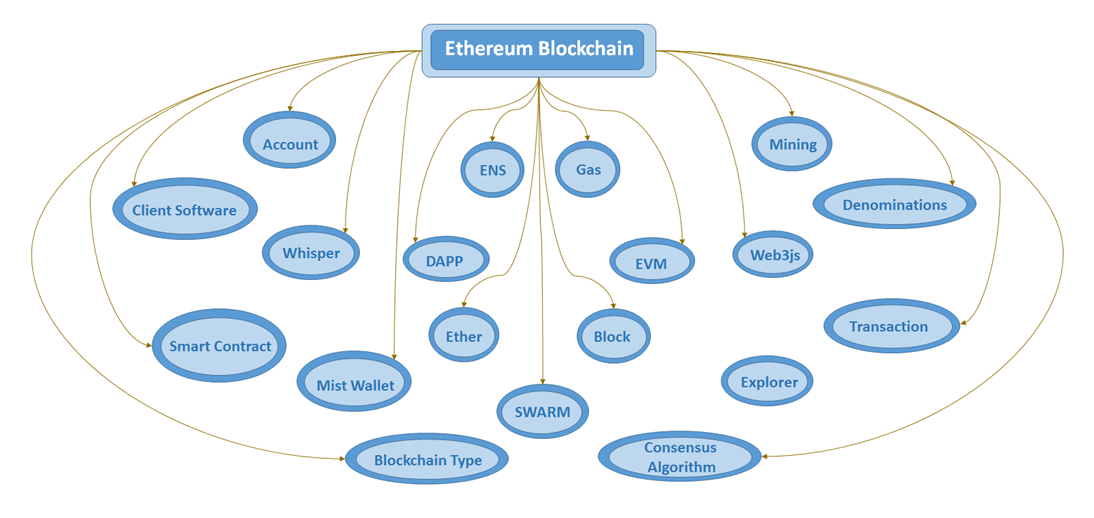 Ethereum Blockchain
Account
Mining
ENS
Gas
Client Software
Denominations
Whisper
DAPP
EVM
Web3js
Smart Contract
Ether
Block
Transaction
Mist Wallet
Explorer
SWARM
Blockchain Type
Consensus
Algorithm